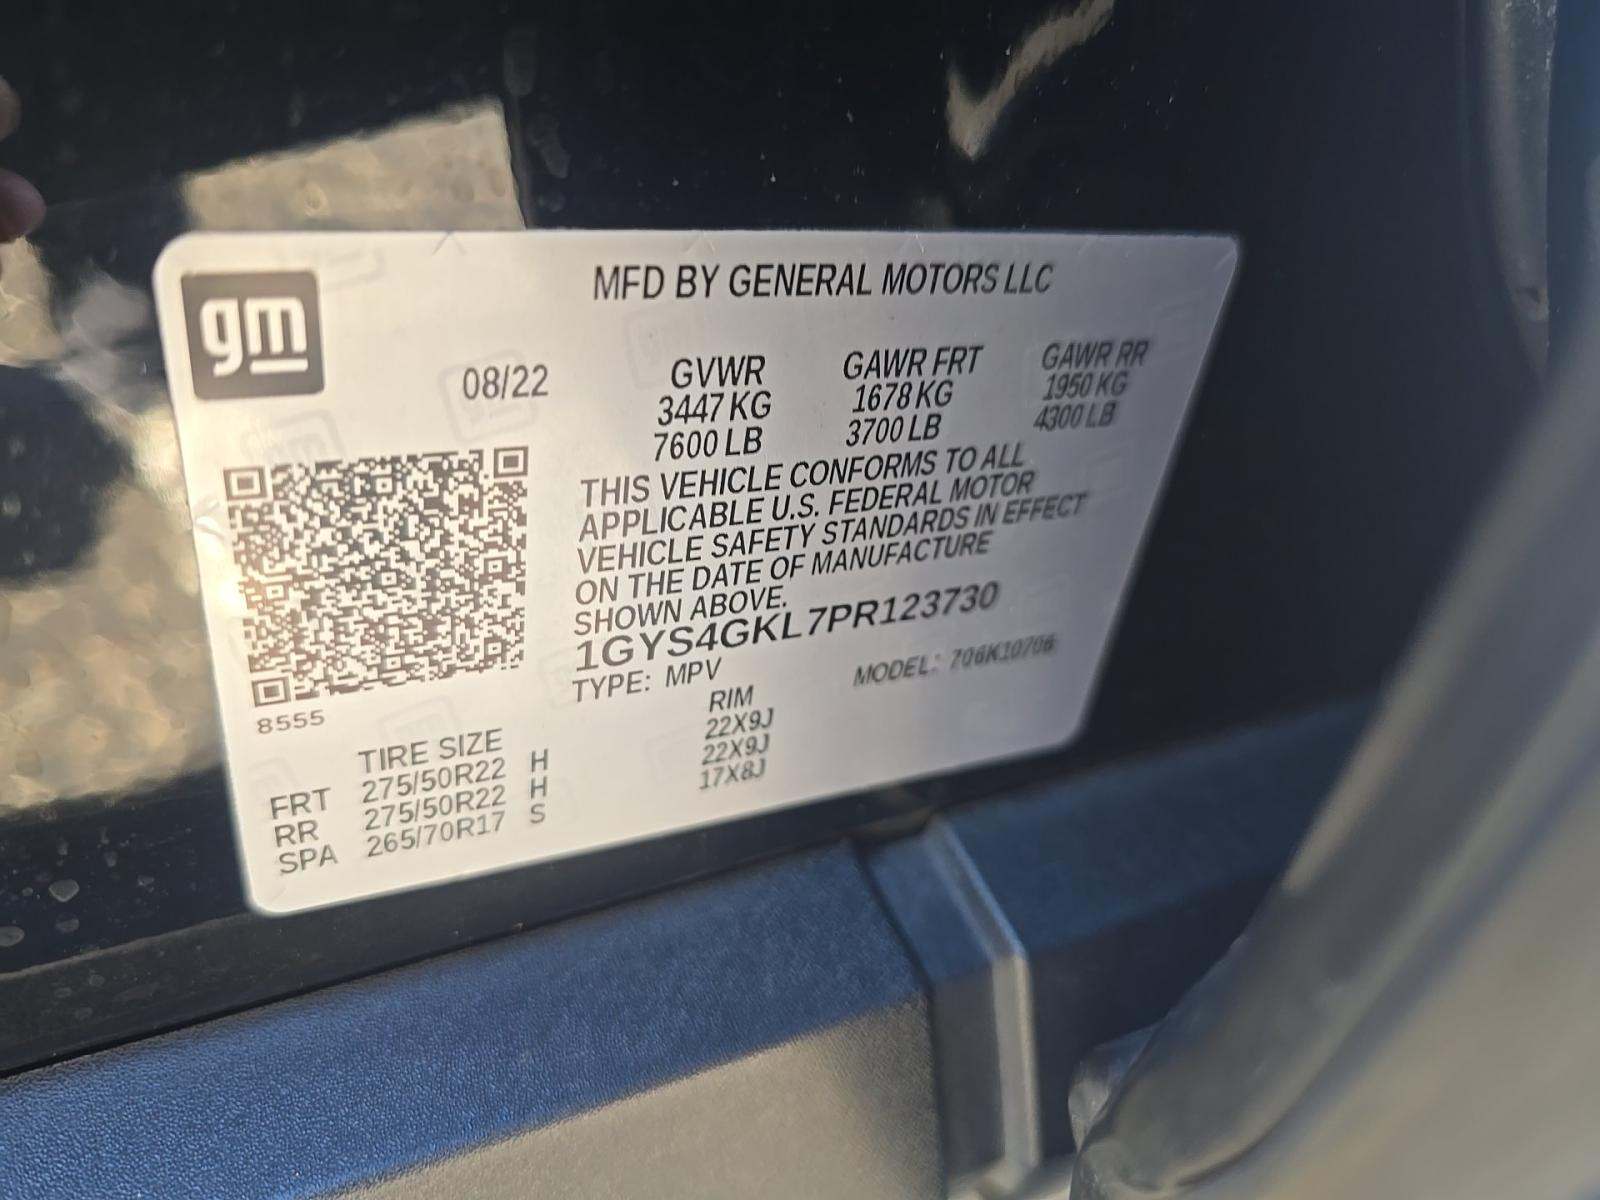 gm
MFD BY GENERAL MOTORS LLC
08/22
GVWR GAWR FRT GAWR RR
3447 KG 1678 KG 1950 KG
7600 LB 3700 LB 4300 LB
THIS VEHICLE CONFORMS TO ALL
APPLICABLE U.S. FEDERAL MOTOR
VEHICLE SAFETY STANDARDS IN EFFECT
ON THE DATE OF MANUFACTURE
SHOWN ABOVE.
1GYS4GKL7PR123730
TYPE: MPV MODEL: 706K10706
8555
TIRE SIZE RIM
FRT 275/50R22 H 22X9J
RR 275/50R22 H 22X9J
SPA 265/70R17 S 17X8J